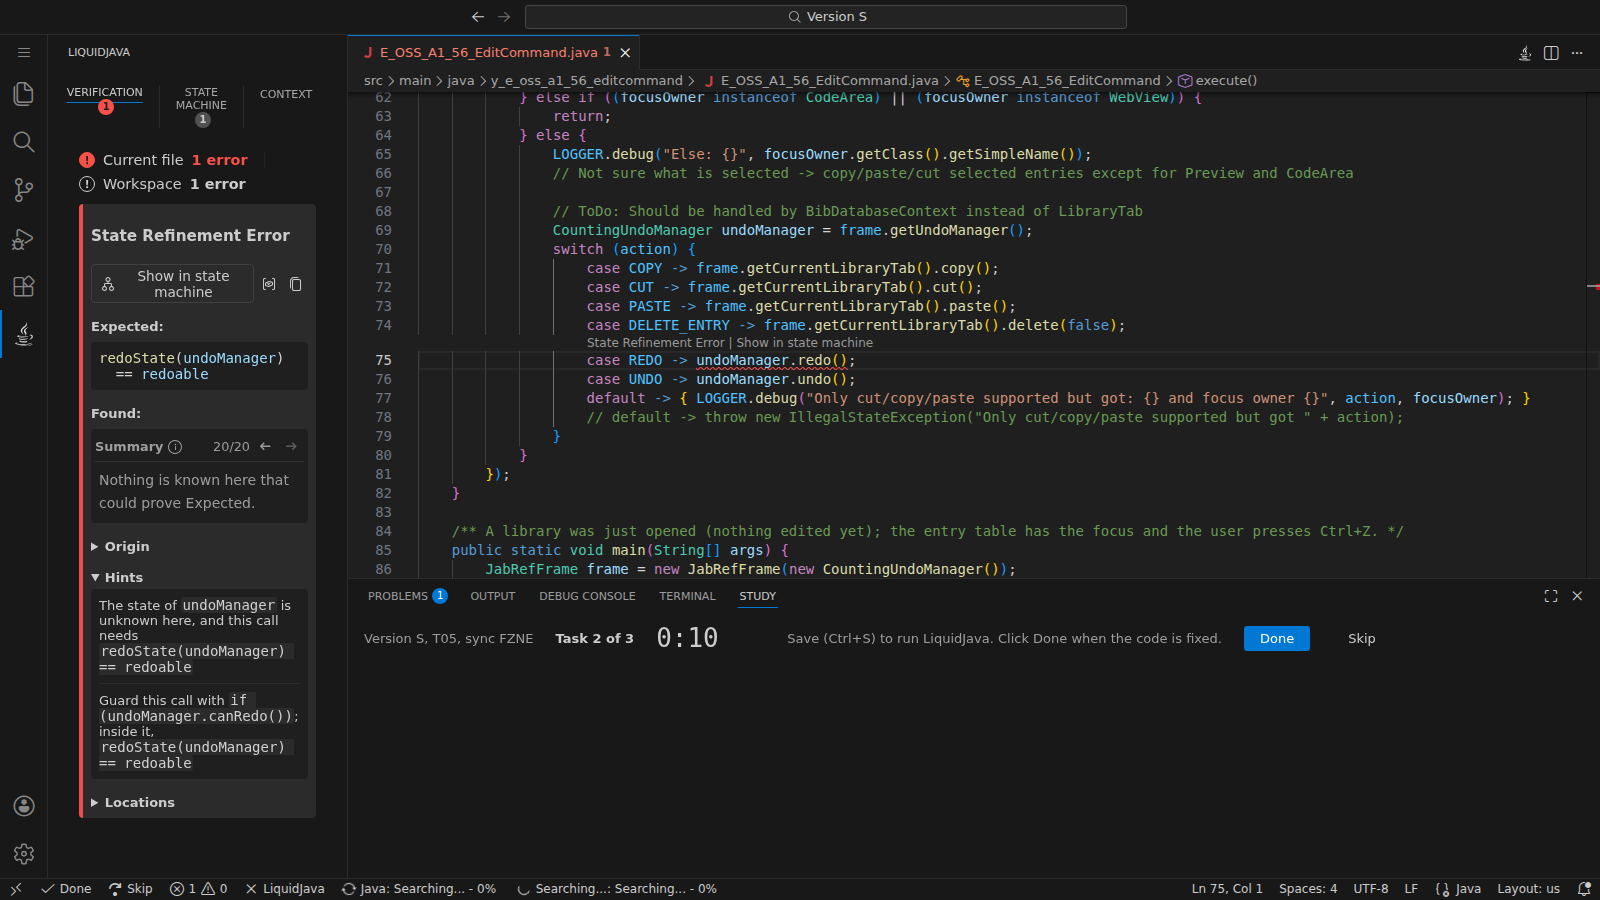 Version S
LIQUIDJAVA
VERIFICATION
1
STATE
MACHINE
1
CONTEXT
Current file 1 error
Workspace 1 error
State Refinement Error
Show in state
machine
Expected:
redoState(undoManager)
== redoable
Found:
Summary 20/20
Nothing is known here that
could prove Expected.
Origin
Hints
The state of undoManager is
unknown here, and this call
needs
redoState(undoManager)
== redoable
Guard this call with if
(undoManager.canRedo());
inside it,
redoState(undoManager)
== redoable
Locations
E_OSS_A1_56_EditCommand.java 1
src > main > java > y_e_oss_a1_56_editcommand > E_OSS_A1_56_EditCommand.java > E_OSS_A1_56_EditCommand > execute()
62 } else if ((focusOwner instanceof CodeArea) || (focusOwner instanceof WebView)) {
63 return;
64 } else {
65 LOGGER.debug("Else: {}", focusOwner.getClass().getSimpleName());
66 // Not sure what is selected -> copy/paste/cut selected entries except for Preview and CodeArea
67
68 // ToDo: Should be handled by BibDatabaseContext instead of LibraryTab
69 CountingUndoManager undoManager = frame.getUndoManager();
70 switch (action) {
71 case COPY -> frame.getCurrentLibraryTab().copy();
72 case CUT -> frame.getCurrentLibraryTab().cut();
73 case PASTE -> frame.getCurrentLibraryTab().paste();
74 case DELETE_ENTRY -> frame.getCurrentLibraryTab().delete(false);
State Refinement Error | Show in state machine
75 case REDO -> undoManager.redo();
76 case UNDO -> undoManager.undo();
77 default -> { LOGGER.debug("Only cut/copy/paste supported but got: {} and focus owner {}", action, focusOwner); }
78 // default -> throw new IllegalStateException("Only cut/copy/paste supported but got " + action);
79 }
80 }
81 });
82 }
83
84 /** A library was just opened (nothing edited yet); the entry table has the focus and the user presses Ctrl+Z. */
85 public static void main(String[] args) {
86 JabRefFrame frame = new JabRefFrame(new CountingUndoManager());
PROBLEMS 1 OUTPUT DEBUG CONSOLE TERMINAL STUDY
Version S, T05, sync FZNE Task 2 of 3 0:10 Save (Ctrl+S) to run LiquidJava. Click Done when the code is fixed. Done Skip
Done Skip 1 0 LiquidJava Java: Searching... - 0% Searching...: Searching... - 0% Ln 75, Col 1 Spaces: 4 UTF-8 LF Java Layout: us